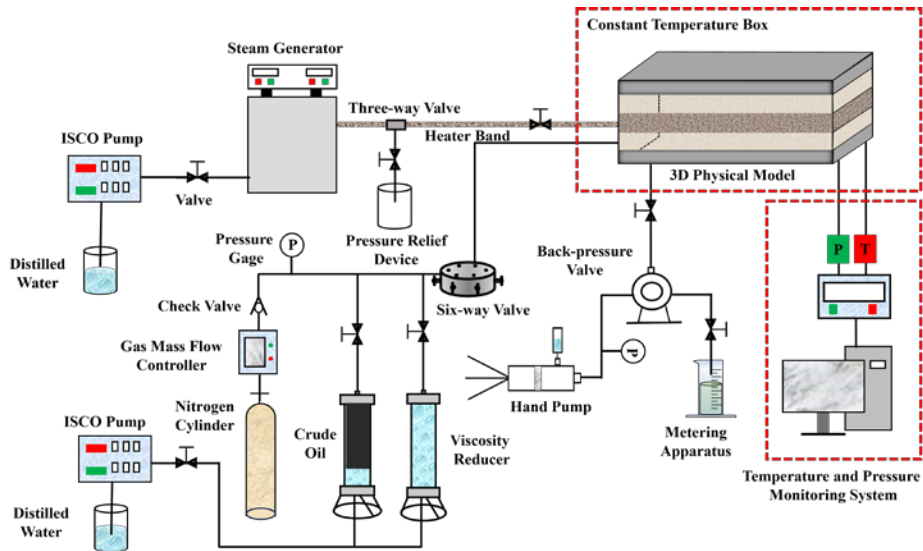 Constant Temperature Box
Steam Generator
Three-way Valve
Heater Band
ISCO Pump
Valve
3D Physical Model
Distilled
Water
Pressure
Gage
P
Pressure Relief
Device
Back-pressure
Valve
P
T
Check Valve
Six-way Valve
Gas Mass Flow
Controller
P
Hand Pump
Nitrogen
Cylinder
ISCO Pump
Crude
Oil
Viscosity
Reducer
Metering
Apparatus
Temperature and Pressure
Monitoring System
Distilled
Water